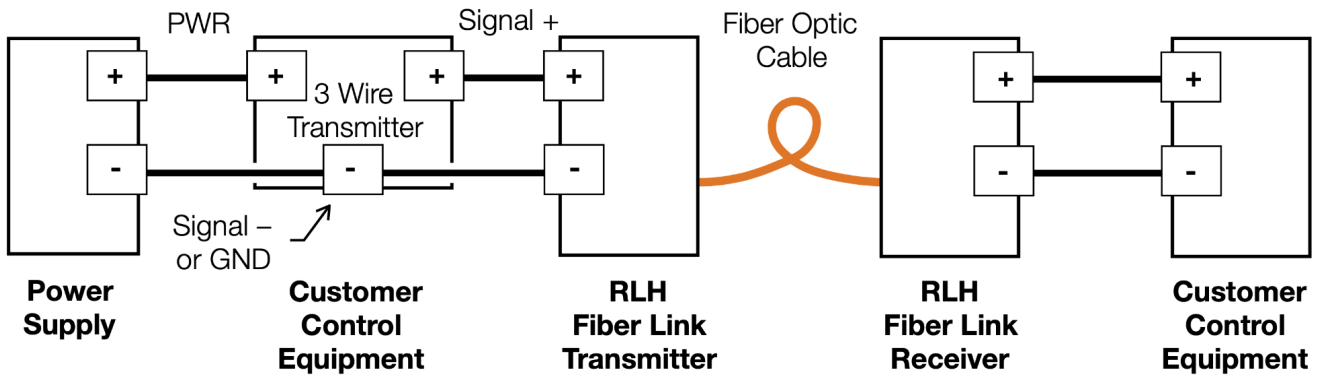 PWR
Signal +
Fiber Optic
Cable
+
+
+
+
+
+
3 Wire
Transmitter
-
-
-
-
-
Signal –
or GND
Power
Supply
Customer
Control
Equipment
RLH
Fiber Link
Transmitter
RLH
Fiber Link
Receiver
Customer
Control
Equipment